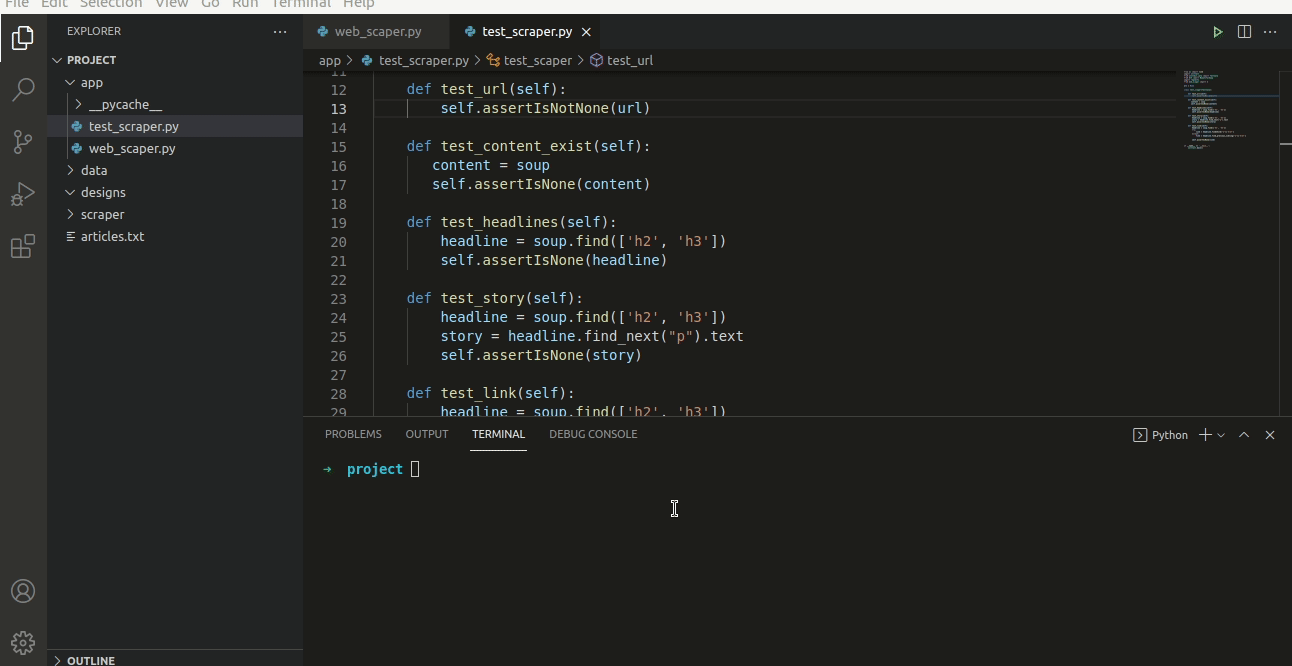 File Edit Selection View Go Run Terminal Help
EXPLORER
web_scaper.py
test_scraper.py
PROJECT
app
__pycache__
test_scraper.py
web_scaper.py
data
designs
scraper
articles.txt
OUTLINE
app > test_scraper.py > test_scaper > test_url
11
12 def test_url(self):
13 self.assertIsNotNone(url)
14
15 def test_content_exist(self):
16 content = soup
17 self.assertIsNone(content)
18
19 def test_headlines(self):
20 headline = soup.find(['h2', 'h3'])
21 self.assertIsNone(headline)
22
23 def test_story(self):
24 headline = soup.find(['h2', 'h3'])
25 story = headline.find_next("p").text
26 self.assertIsNone(story)
27
28 def test_link(self):
29 headline = soup.find(['h2', 'h3'])
PROBLEMS OUTPUT TERMINAL DEBUG CONSOLE
Python
→ project